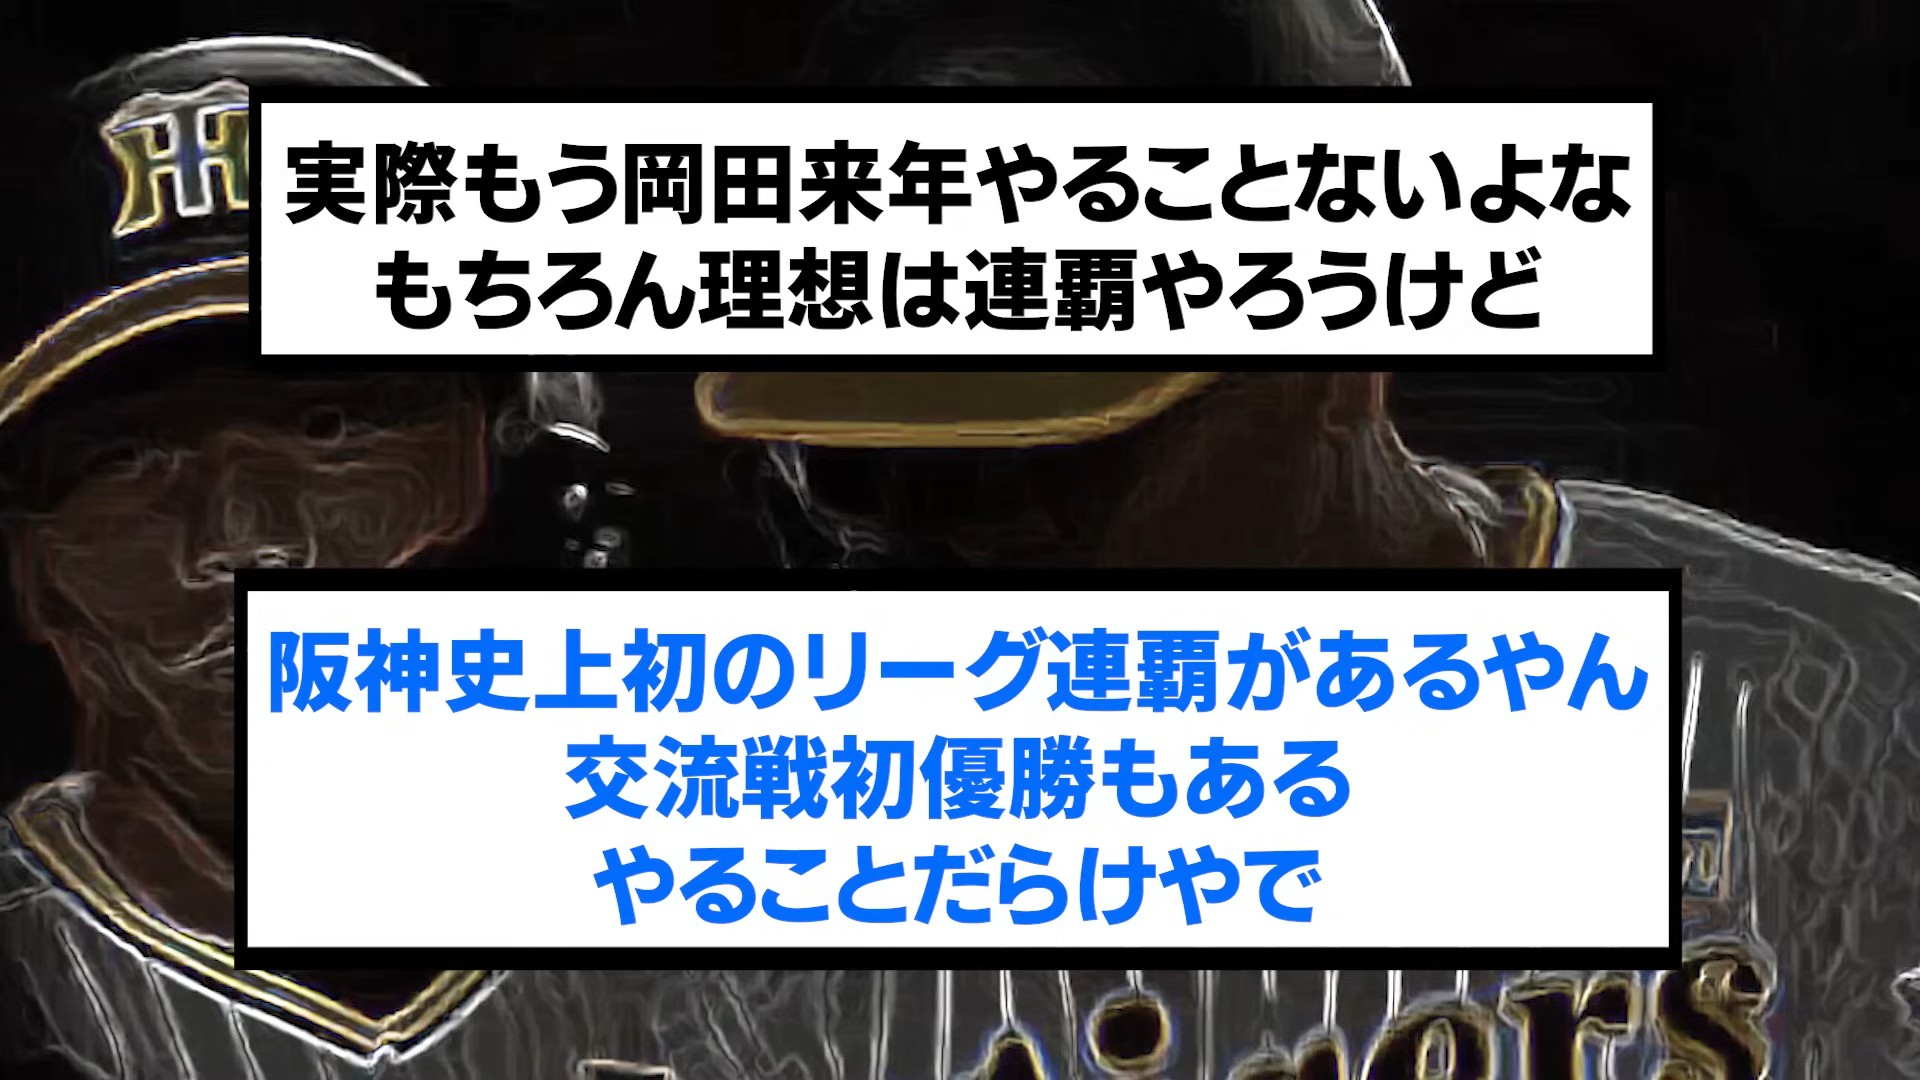 実際もう岡田来年やることないよな
もちろん理想は連覇やろうけど
阪神史上初のリーグ連覇があるやん
交流戦初優勝もある
やることだらけやで
Tigers